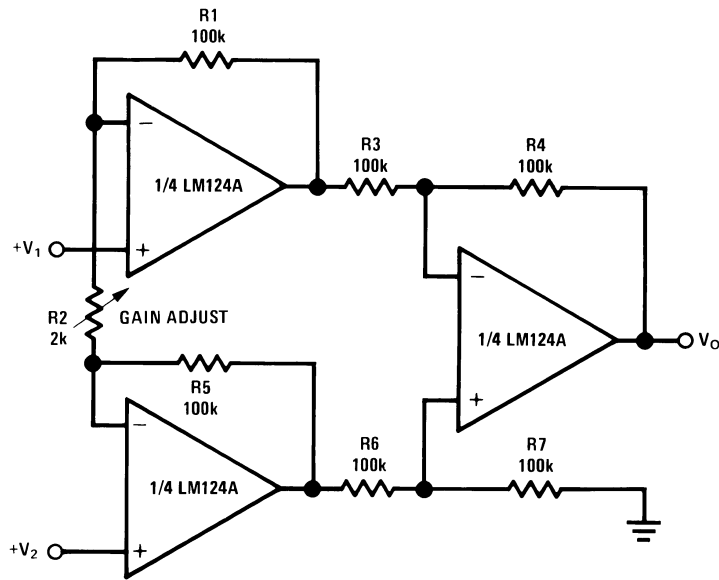 R1
100k
−
1/4 LM124A
+V1
+
R3
100k
R4
100k
R2
2k
GAIN ADJUST
−
1/4 LM124A
+
VO
R5
100k
−
1/4 LM124A
+V2
+
R6
100k
R7
100k